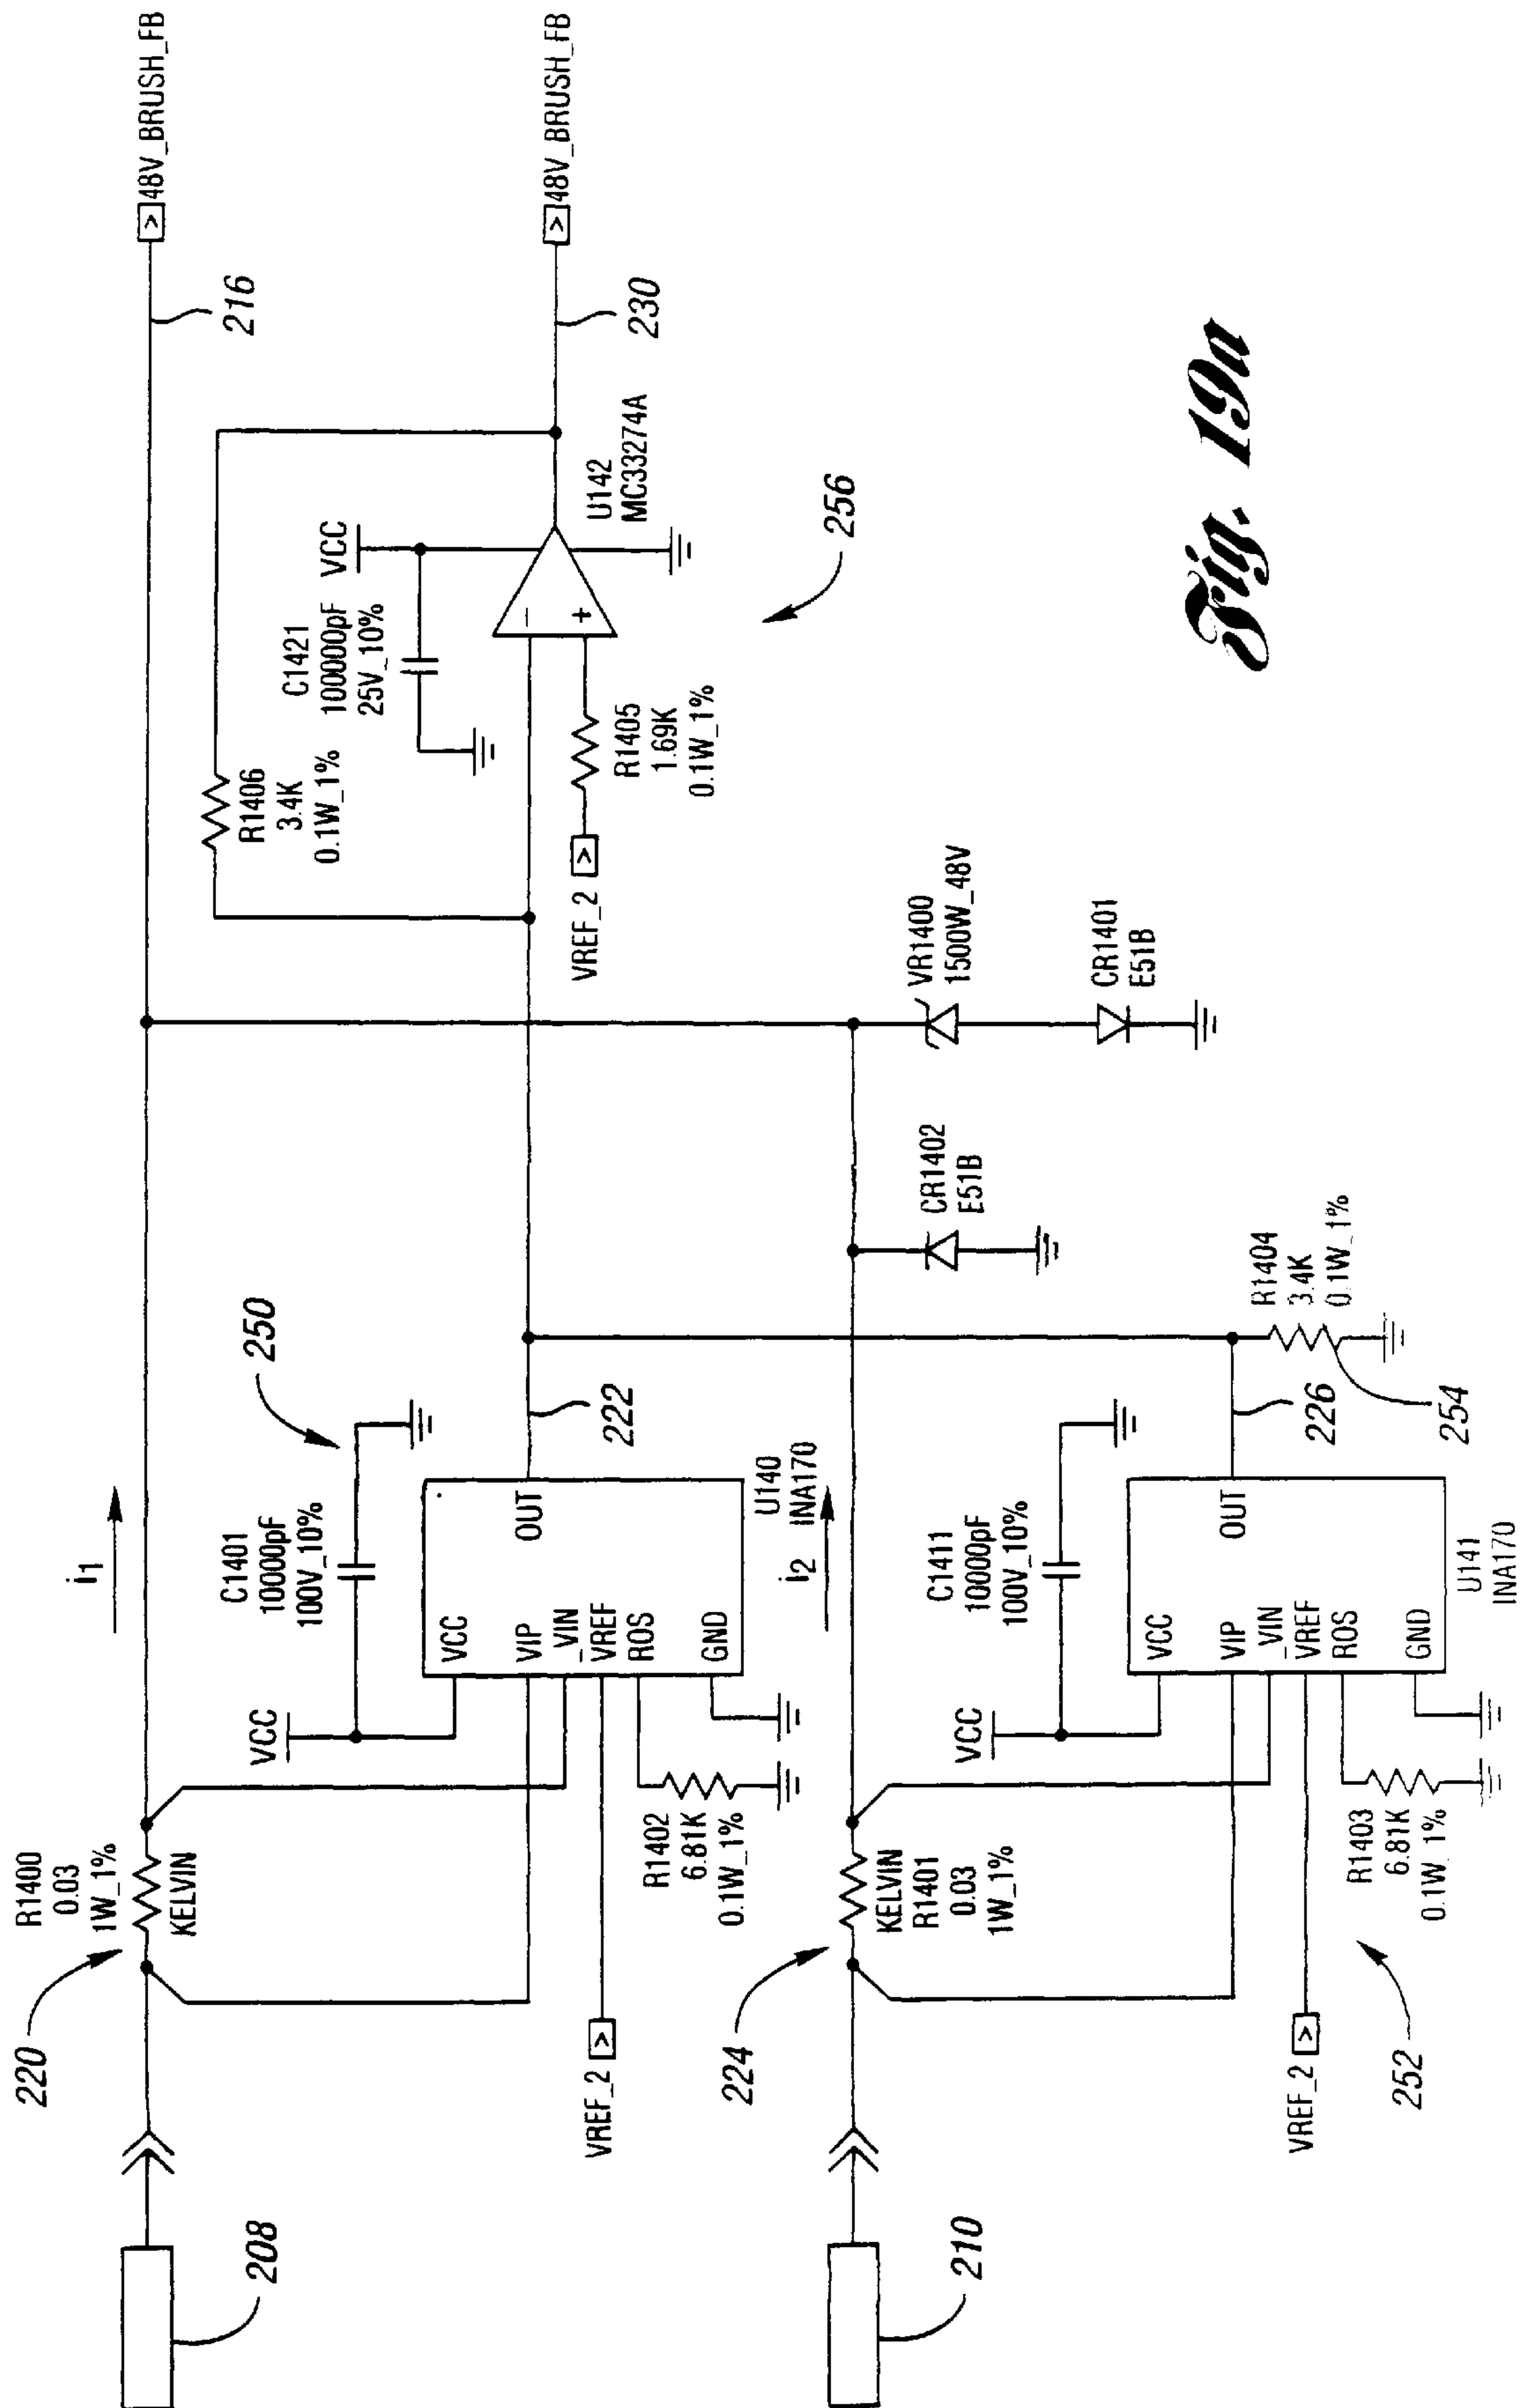 48V_BRUSH_FB
216
i1
R1400
0.03
1W_1%
KELVIN
220
208
48V_BRUSH_FB
230
R1406
3.4K
0.1W_1%
C1421
100000pF
25V_10%
VCC
U142
MC33274A
−
+
R1405
1.69K
0.1W_1%
VREF_2
256
250
C1401
10000pF
100V_10%
VCC
VCC
VIP
_VIN
VREF
ROS
GND
OUT
222
U140
INA170
R1402
6.81K
0.1W_1%
VREF_2
i2
KELVIN
R1401
0.03
1W_1%
224
210
CR1402
E51B
VR1400
1500W_48V
CR1401
E51B
C1411
10000pF
100V_10%
VCC
VCC
VIP
_VIN
VREF
ROS
GND
OUT
226
R1404
3.4K
0.1W_1%
254
U141
INA170
R1403
6.81K
0.1W_1%
VREF_2
252
Fig. 19a